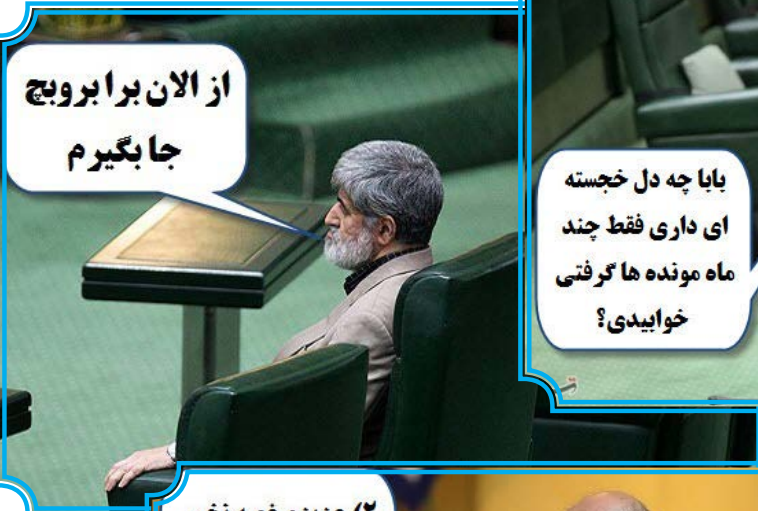 از الان برا بروبچ
جا بگیرم
بابا چه دل خجسته
ای داری فقط چند
ماه مونده ها گرفتی
خوابیدی؟